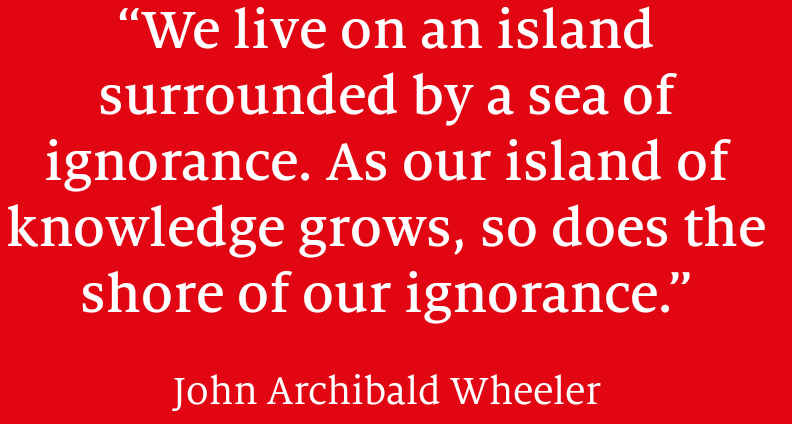 “We live on an island
surrounded by a sea of
ignorance. As our island of
knowledge grows, so does the
shore of our ignorance.”
John Archibald Wheeler